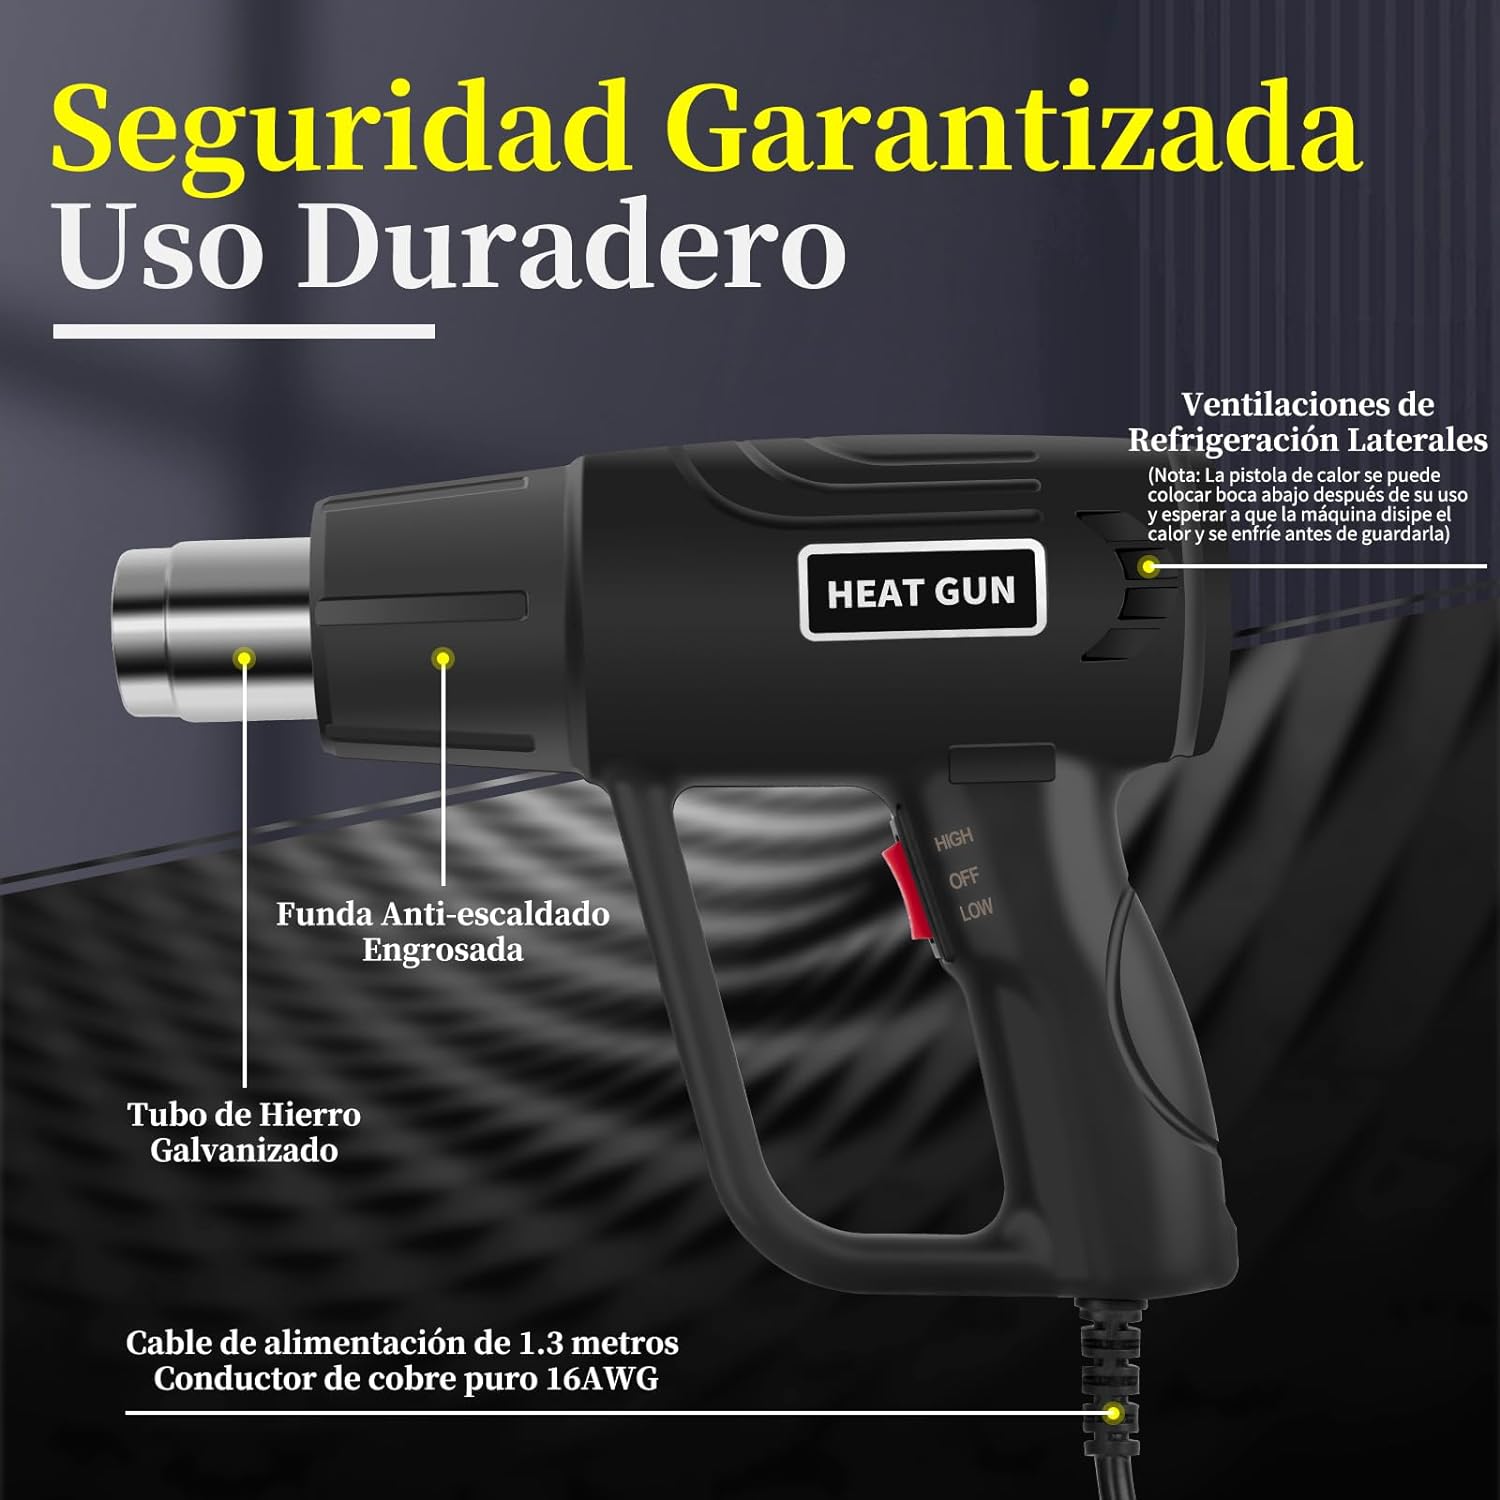 Seguridad Garantizada
Uso Duradero
Ventilaciones de
Refrigeración Laterales
(Nota: La pistola de calor se puede
colocar boca abajo después de su uso
y esperar a que la máquina disipe el
calor y se enfríe antes de guardarla)
HEAT GUN
HIGH
OFF
LOW
Funda Anti-escaldado
Engrosada
Tubo de Hierro
Galvanizado
Cable de alimentación de 1.3 metros
Conductor de cobre puro 16AWG